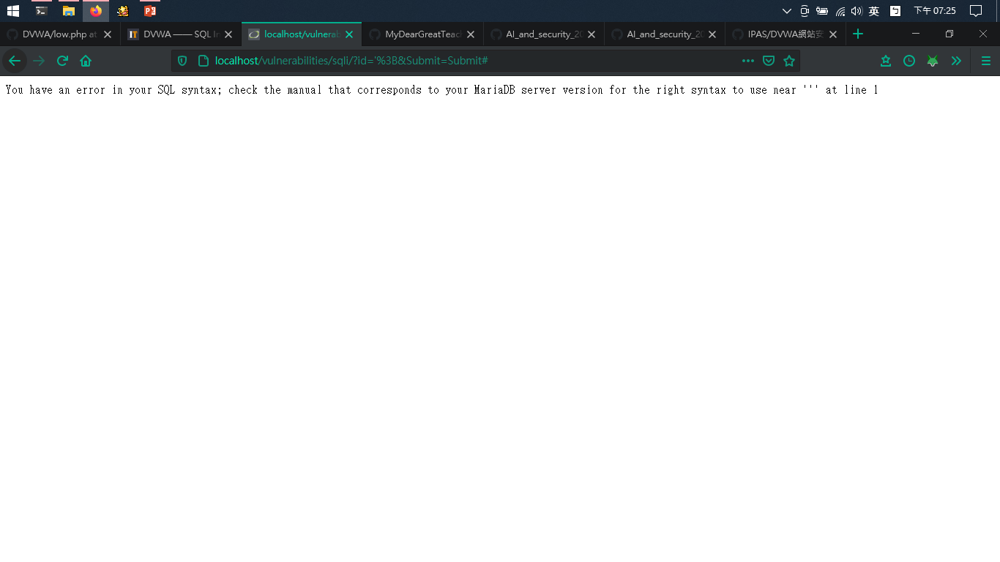 英 ㄅ 下午 07:25
DVWA/low.php at
IT DVWA —— SQL In
localhost/vulnerab
MyDearGreatTeach
AI_and_security_20
AI_and_security_20
IPAS/DVWA網站安
localhost/vulnerabilities/sqli/?id='%3B&Submit=Submit#
You have an error in your SQL syntax; check the manual that corresponds to your MariaDB server version for the right syntax to use near ''' at line 1